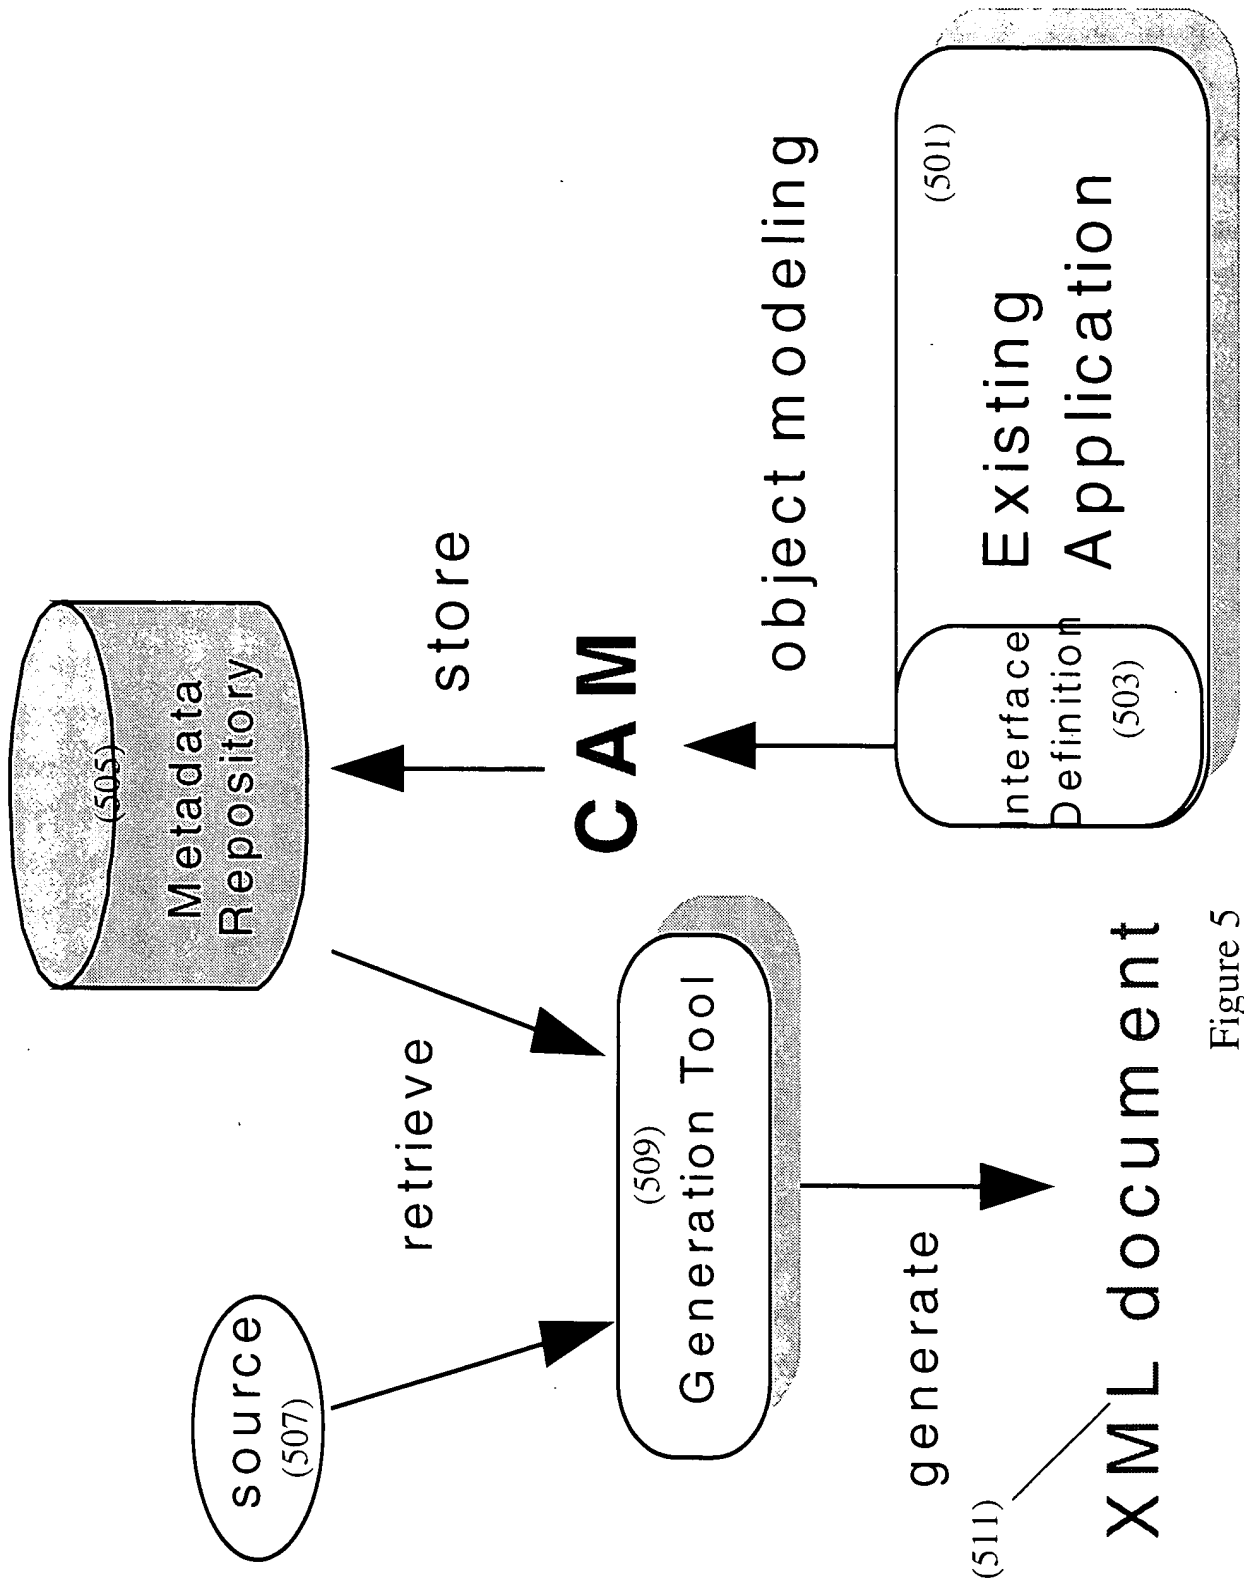 source
(507)
retrieve
(505)
Metadata
Repository
store
(509)
Generation Tool
CAM
object modeling
generate
(511)
XML document
Interface
Definition
(503)
(501)
Existing
Application
Figure 5